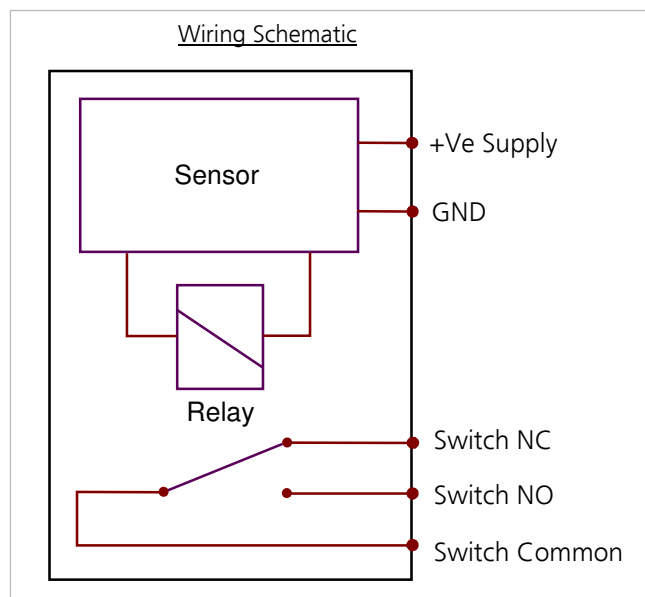 Wiring Schematic
Sensor
+Ve Supply
GND
Relay
Switch NC
Switch NO
Switch Common